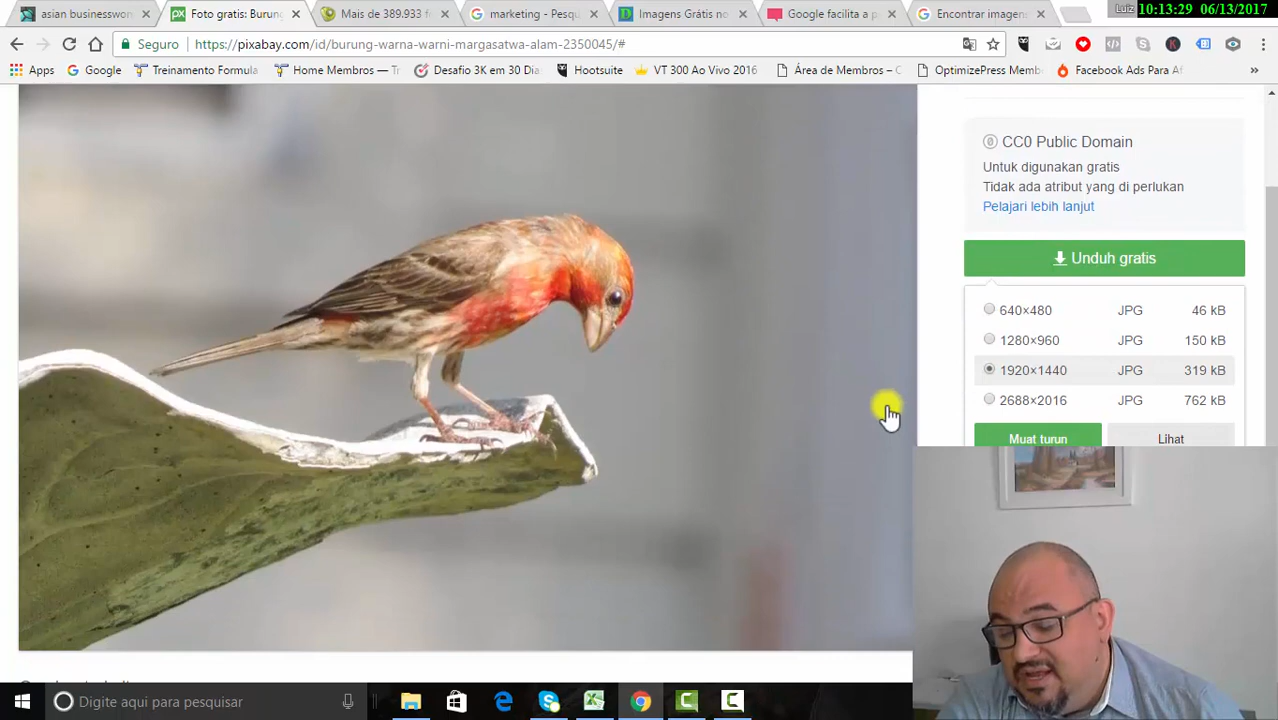 asian businesswon
Foto gratis: Burung
Mais de 389.933 f
marketing - Pesq
Imagens Grátis no
Google facilita a p
Encontrar imagens
Luiz
10:13:29 06/13/2017
Seguro
https://pixabay.com/id/burung-warna-warni-margasatwa-alam-2350045/#
Apps
Google
Treinamento Formula
Home Membros — Tr
Desafio 3K em 30 Dia
Hootsuite
VT 300 Ao Vivo 2016
Área de Membros – C
OptimizePress Memb
Facebook Ads Para Af
»
CC0 Public Domain
Untuk digunakan gratis
Tidak ada atribut yang di perlukan
Pelajari lebih lanjut
Unduh gratis
640×480 JPG 46 kB
1280×960 JPG 150 kB
1920×1440 JPG 319 kB
2688×2016 JPG 762 kB
Muat turun
Lihat
Digite aqui para pesquisar